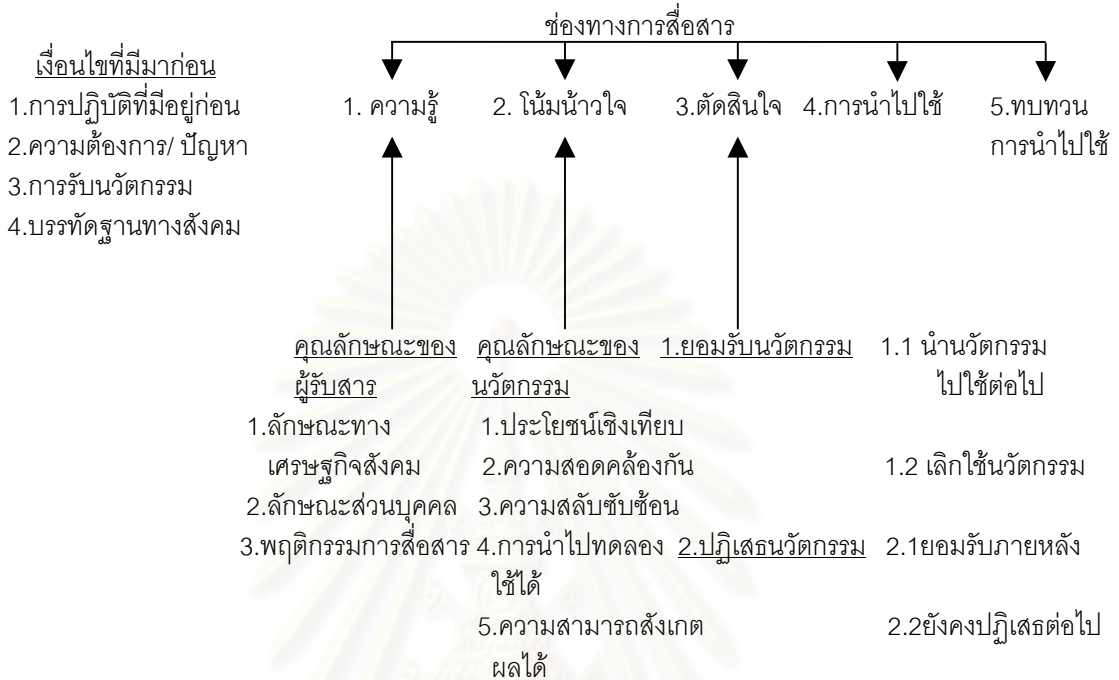 ช่องทางการสื่อสาร
เงื่อนไขที่มีมาก่อน
1.การปฏิบัติที่มีอยู่ก่อน
2.ความต้องการ/ ปัญหา
3.การรับนวัตกรรม
4.บรรทัดฐานทางสังคม
1. ความรู้
2. โน้มน้าวใจ
3.ตัดสินใจ
4.การนำไปใช้
5.ทบทวน
การนำไปใช้
คุณลักษณะของ
ผู้รับสาร
1.ลักษณะทาง
เศรษฐกิจสังคม
2.ลักษณะส่วนบุคคล
3.พฤติกรรมการสื่อสาร
คุณลักษณะของ
นวัตกรรม
1.ประโยชน์เชิงเทียบ
2.ความสอดคล้องกัน
3.ความสลับซับซ้อน
4.การนำไปทดลอง
ใช้ได้
5.ความสามารถสังเกต
ผลได้
1.ยอมรับนวัตกรรม
2.ปฏิเสธนวัตกรรม
1.1 นำนวัตกรรม
ไปใช้ต่อไป
1.2 เลิกใช้นวัตกรรม
2.1ยอมรับภายหลัง
2.2ยังคงปฏิเสธต่อไป